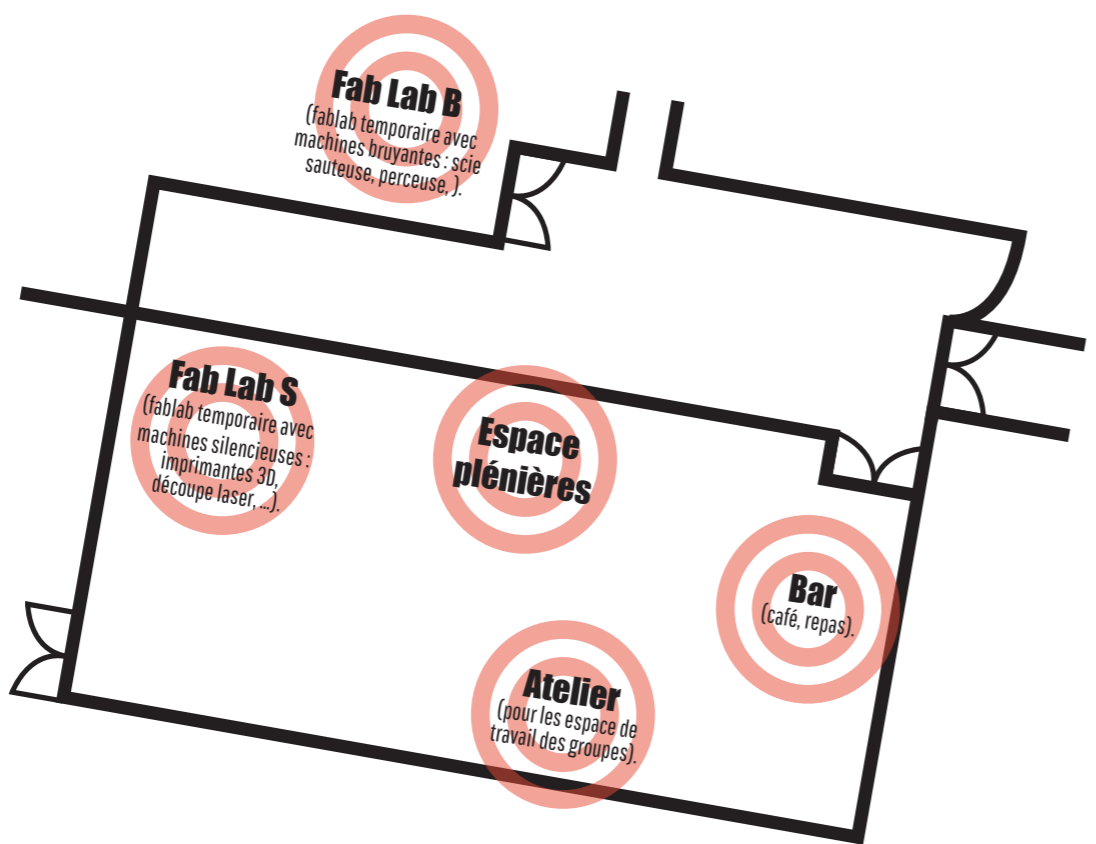 Fab Lab B
(fablab temporaire avec
machines bruyantes : scie
sauteuse, perceuse, ).
Fab Lab S
(fablab temporaire avec
machines silencieuses :
imprimantes 3D,
découpe laser, ...).
Espace
plénières
Bar
(café, repas).
Atelier
(pour les espace de
travail des groupes).